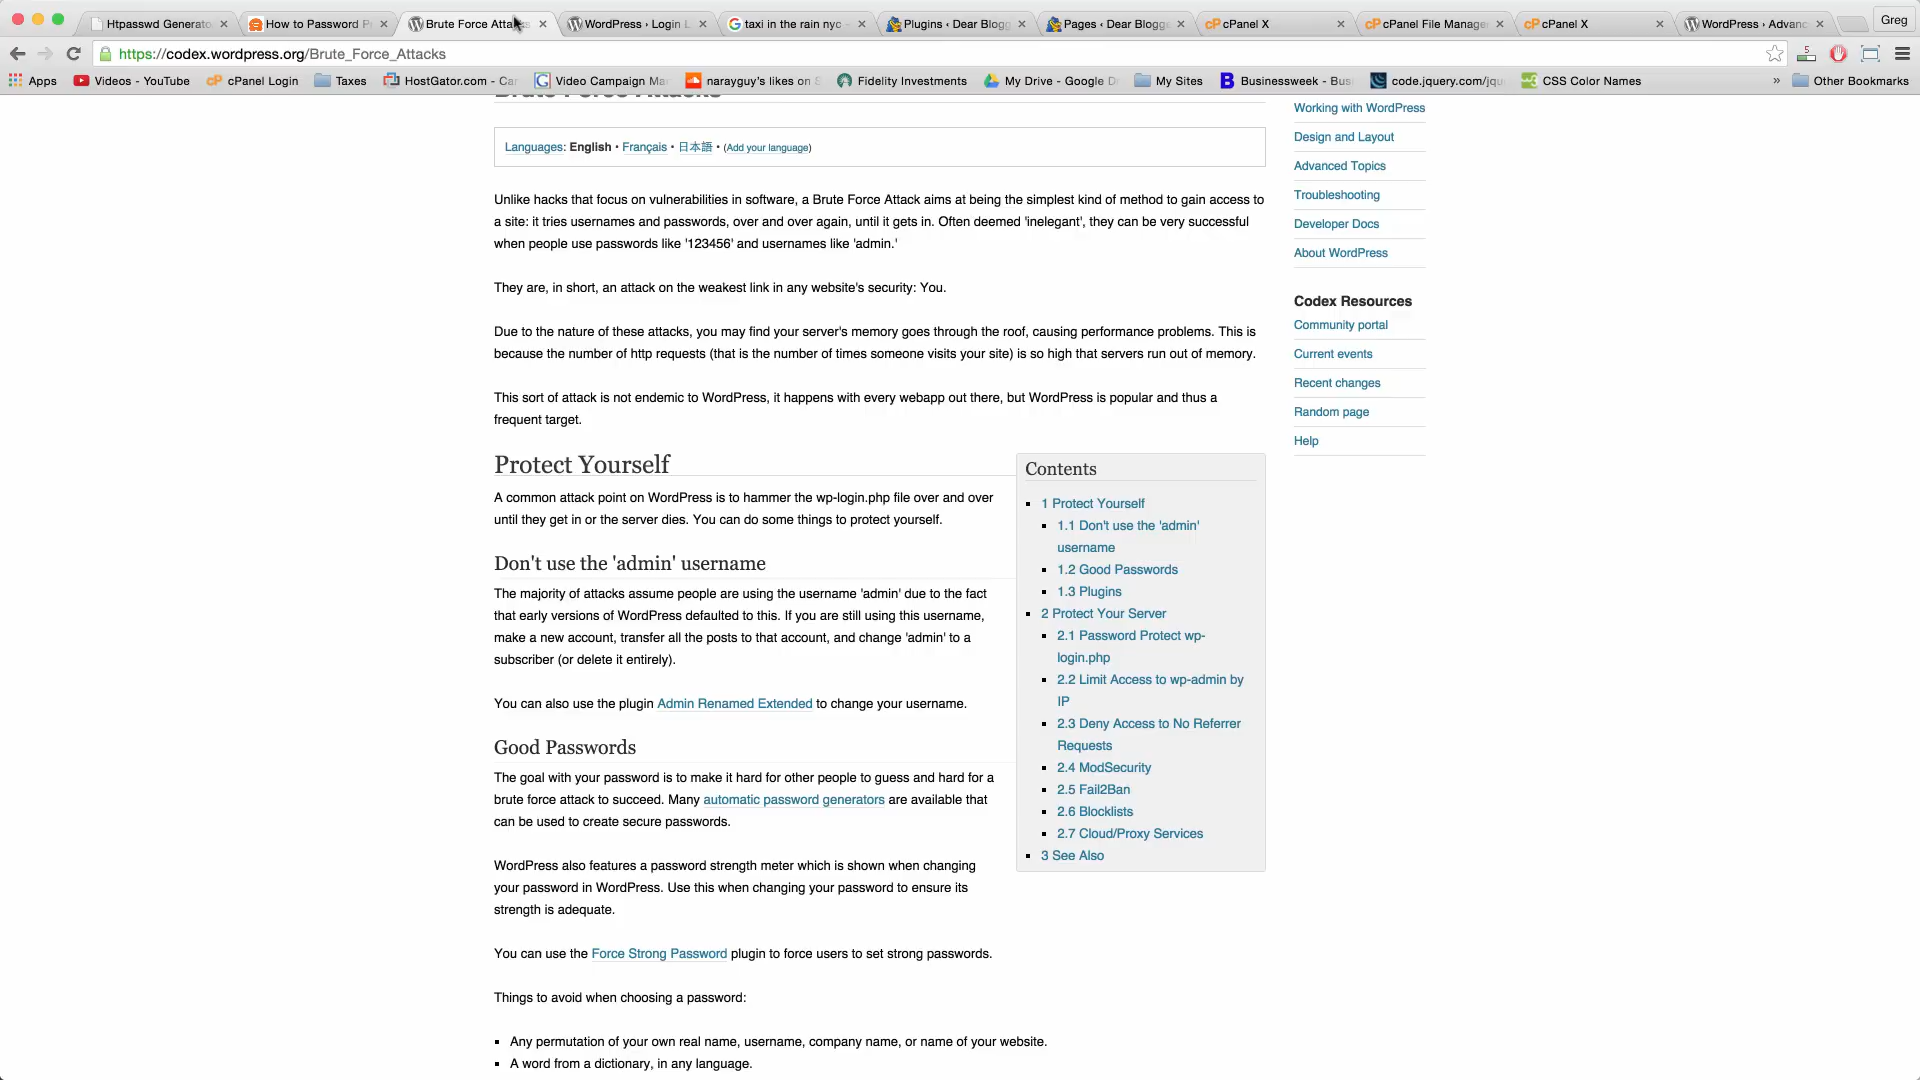 Htpasswd Generato
How to Password P
Brute Force Atta
WordPress › Login L
taxi in the rain nyc -
Plugins ‹ Dear Blogg
Pages ‹ Dear Blogge
cPanel X
cPanel File Manager
cPanel X
WordPress › Advanc
Greg
https://codex.wordpress.org/Brute_Force_Attacks
5
Apps
Videos - YouTube
cPanel Login
Taxes
HostGator.com - Car
Video Campaign Ma
narayguy's likes on S
Fidelity Investments
My Drive - Google D
My Sites
Businessweek - Busi
code.jquery.com/jqu
CSS Color Names
»
Other Bookmarks
Brute Force Attacks
Languages: English • Français • 日本語 • (Add your language)
Unlike hacks that focus on vulnerabilities in software, a Brute Force Attack aims at being the simplest kind of method to gain access to
a site: it tries usernames and passwords, over and over again, until it gets in. Often deemed 'inelegant', they can be very successful
when people use passwords like '123456' and usernames like 'admin.'
They are, in short, an attack on the weakest link in any website's security: You.
Due to the nature of these attacks, you may find your server's memory goes through the roof, causing performance problems. This is
because the number of http requests (that is the number of times someone visits your site) is so high that servers run out of memory.
This sort of attack is not endemic to WordPress, it happens with every webapp out there, but WordPress is popular and thus a
frequent target.
Protect Yourself
A common attack point on WordPress is to hammer the wp-login.php file over and over
until they get in or the server dies. You can do some things to protect yourself.
Don't use the 'admin' username
The majority of attacks assume people are using the username 'admin' due to the fact
that early versions of WordPress defaulted to this. If you are still using this username,
make a new account, transfer all the posts to that account, and change 'admin' to a
subscriber (or delete it entirely).
You can also use the plugin Admin Renamed Extended to change your username.
Good Passwords
The goal with your password is to make it hard for other people to guess and hard for a
brute force attack to succeed. Many automatic password generators are available that
can be used to create secure passwords.
WordPress also features a password strength meter which is shown when changing
your password in WordPress. Use this when changing your password to ensure its
strength is adequate.
You can use the Force Strong Password plugin to force users to set strong passwords.
Things to avoid when choosing a password:
Any permutation of your own real name, username, company name, or name of your website.
A word from a dictionary, in any language.
Contents
1 Protect Yourself
1.1 Don't use the 'admin'
username
1.2 Good Passwords
1.3 Plugins
2 Protect Your Server
2.1 Password Protect wp-
login.php
2.2 Limit Access to wp-admin by
IP
2.3 Deny Access to No Referrer
Requests
2.4 ModSecurity
2.5 Fail2Ban
2.6 Blocklists
2.7 Cloud/Proxy Services
3 See Also
Working with WordPress
Design and Layout
Advanced Topics
Troubleshooting
Developer Docs
About WordPress
Codex Resources
Community portal
Current events
Recent changes
Random page
Help